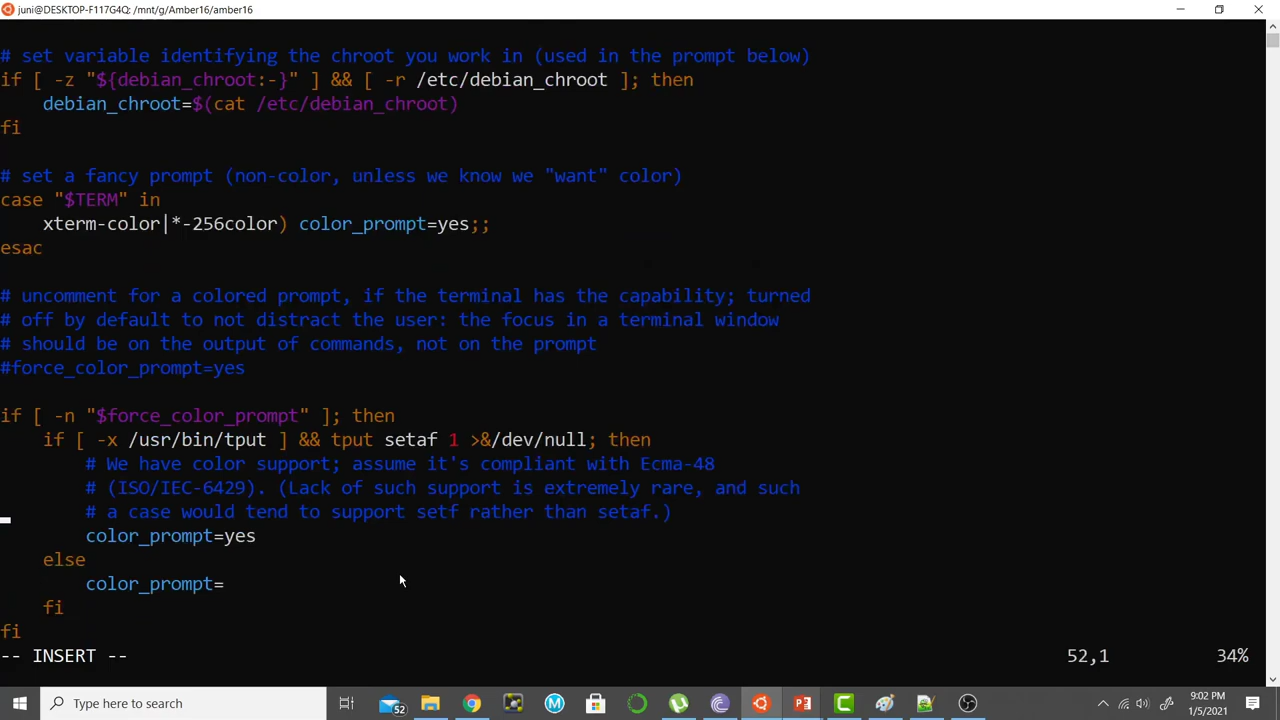 juni@DESKTOP-F117G4Q: /mnt/g/Amber16/amber16
# set variable identifying the chroot you work in (used in the prompt below)
if [ -z "${debian_chroot:-}" ] && [ -r /etc/debian_chroot ]; then
    debian_chroot=$(cat /etc/debian_chroot)
fi
# set a fancy prompt (non-color, unless we know we "want" color)
case "$TERM" in
    xterm-color|*-256color) color_prompt=yes;;
esac
# uncomment for a colored prompt, if the terminal has the capability; turned
# off by default to not distract the user: the focus in a terminal window
# should be on the output of commands, not on the prompt
#force_color_prompt=yes
if [ -n "$force_color_prompt" ]; then
    if [ -x /usr/bin/tput ] && tput setaf 1 >&/dev/null; then
        # We have color support; assume it's compliant with Ecma-48
        # (ISO/IEC-6429). (Lack of such support is extremely rare, and such
        # a case would tend to support setf rather than setaf.)
        color_prompt=yes
    else
        color_prompt=
    fi
fi
-- INSERT -- 52,1 34%
Type here to search 52 9:02 PM
1/5/2021